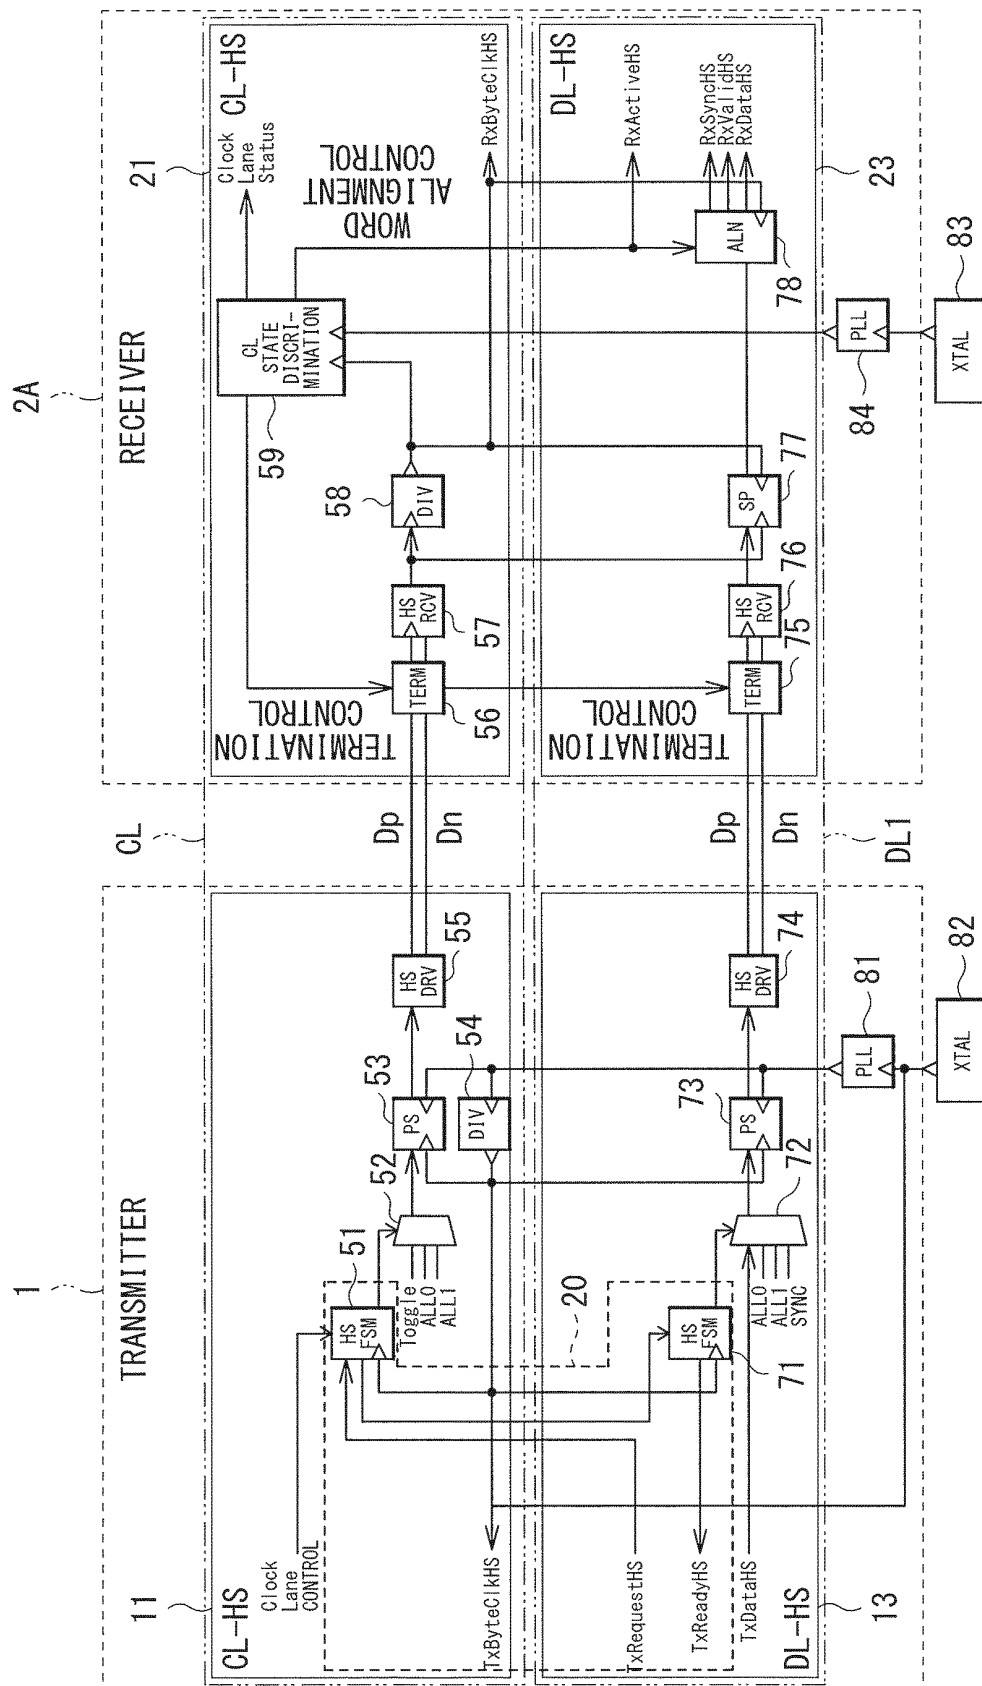 1
TRANSMITTER
2A
RECEIVER
11
CL-HS
Clock
Lane
CONTROL
51
HS
FSM
Toggle
ALL0
ALL1
52
53
PS
54
DIV
55
HS
DRV
TxByteClkHS
20
CL
Dp
Dn
TERMINATION
CONTROL
56
TERM
57
HS
RCV
58
DIV
59
CL
STATE
DISCRI-
MINATION
WORD
ALIGNMENT
CONTROL
21
Clock
Lane
Status
CL-HS
RxByteClkHS
TxRequestHS
TxReadyHS
TxDataHS
DL-HS
13
71
HS
FSM
ALL0
ALL1
SYNC
72
73
PS
74
HS
DRV
Dp
Dn
DL1
TERMINATION
CONTROL
75
TERM
76
HS
RCV
77
SP
78
ALN
DL-HS
RxActiveHS
RxSyncHS
RxValidHS
RxDataHS
23
81
PLL
82
XTAL
84
PLL
83
XTAL